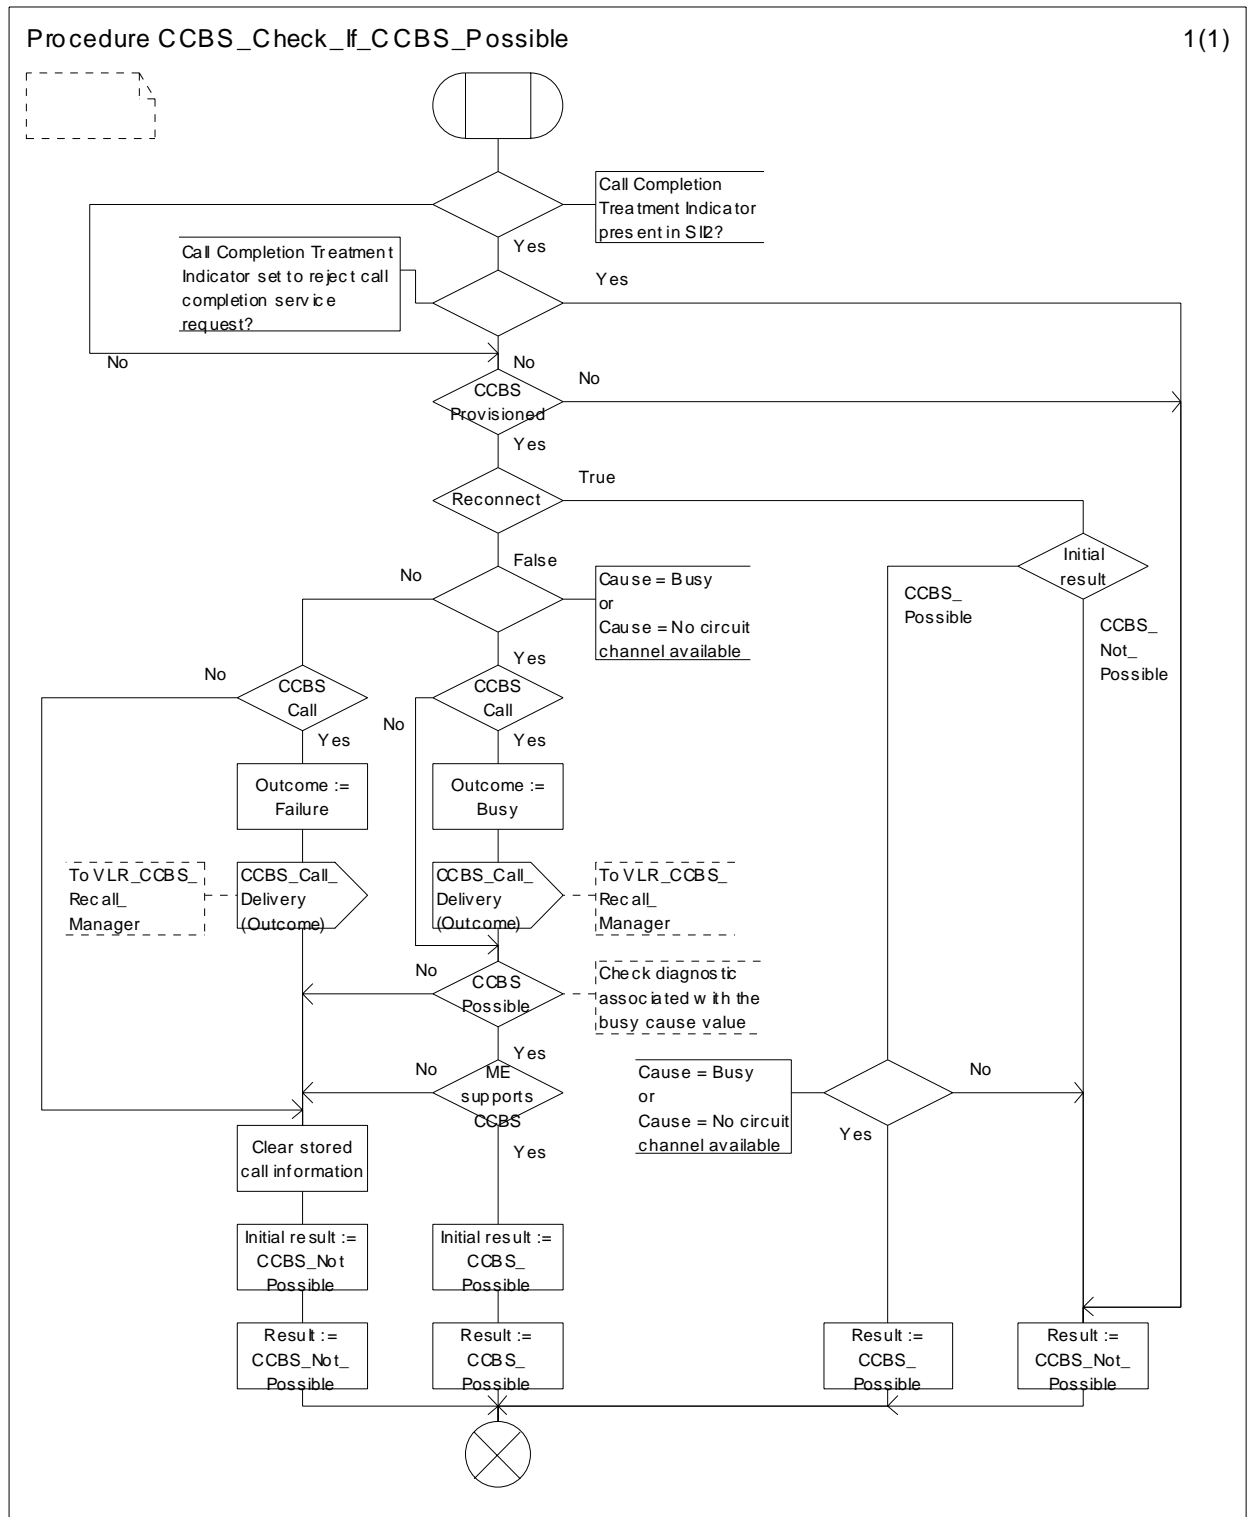 Procedure CCBS_Check_If_CCBS_Possible
1(1)
Call Completion
Treatment Indicator
present in SII2?
Yes
Call Completion Treatment
Indicator set to reject call
completion service
request?
Yes
No
No
CCBS
Provisioned
No
Yes
Reconnect
True
False
Initial
result
No
Cause = Busy
or
Cause = No circuit
channel available
CCBS_
Possible
CCBS_
Not_
Possible
Yes
No
CCBS
Call
CCBS
Call
No
Yes
Yes
Outcome :=
Failure
Outcome :=
Busy
To VLR_CCBS_
Recall_
Manager
CCBS_Call_
Delivery
(Outcome)
CCBS_Call_
Delivery
(Outcome)
To VLR_CCBS_
Recall_
Manager
No
CCBS
Possible
Check diagnostic
associated with the
busy cause value
Yes
No
ME
supports
CCBS
Yes
Cause = Busy
or
Cause = No circuit
channel available
No
Yes
Clear stored
call information
Initial result :=
CCBS_Not
Possible
Initial result :=
CCBS_
Possible
Result :=
CCBS_Not_
Possible
Result :=
CCBS_
Possible
Result :=
CCBS_
Possible
Result :=
CCBS_Not_
Possible